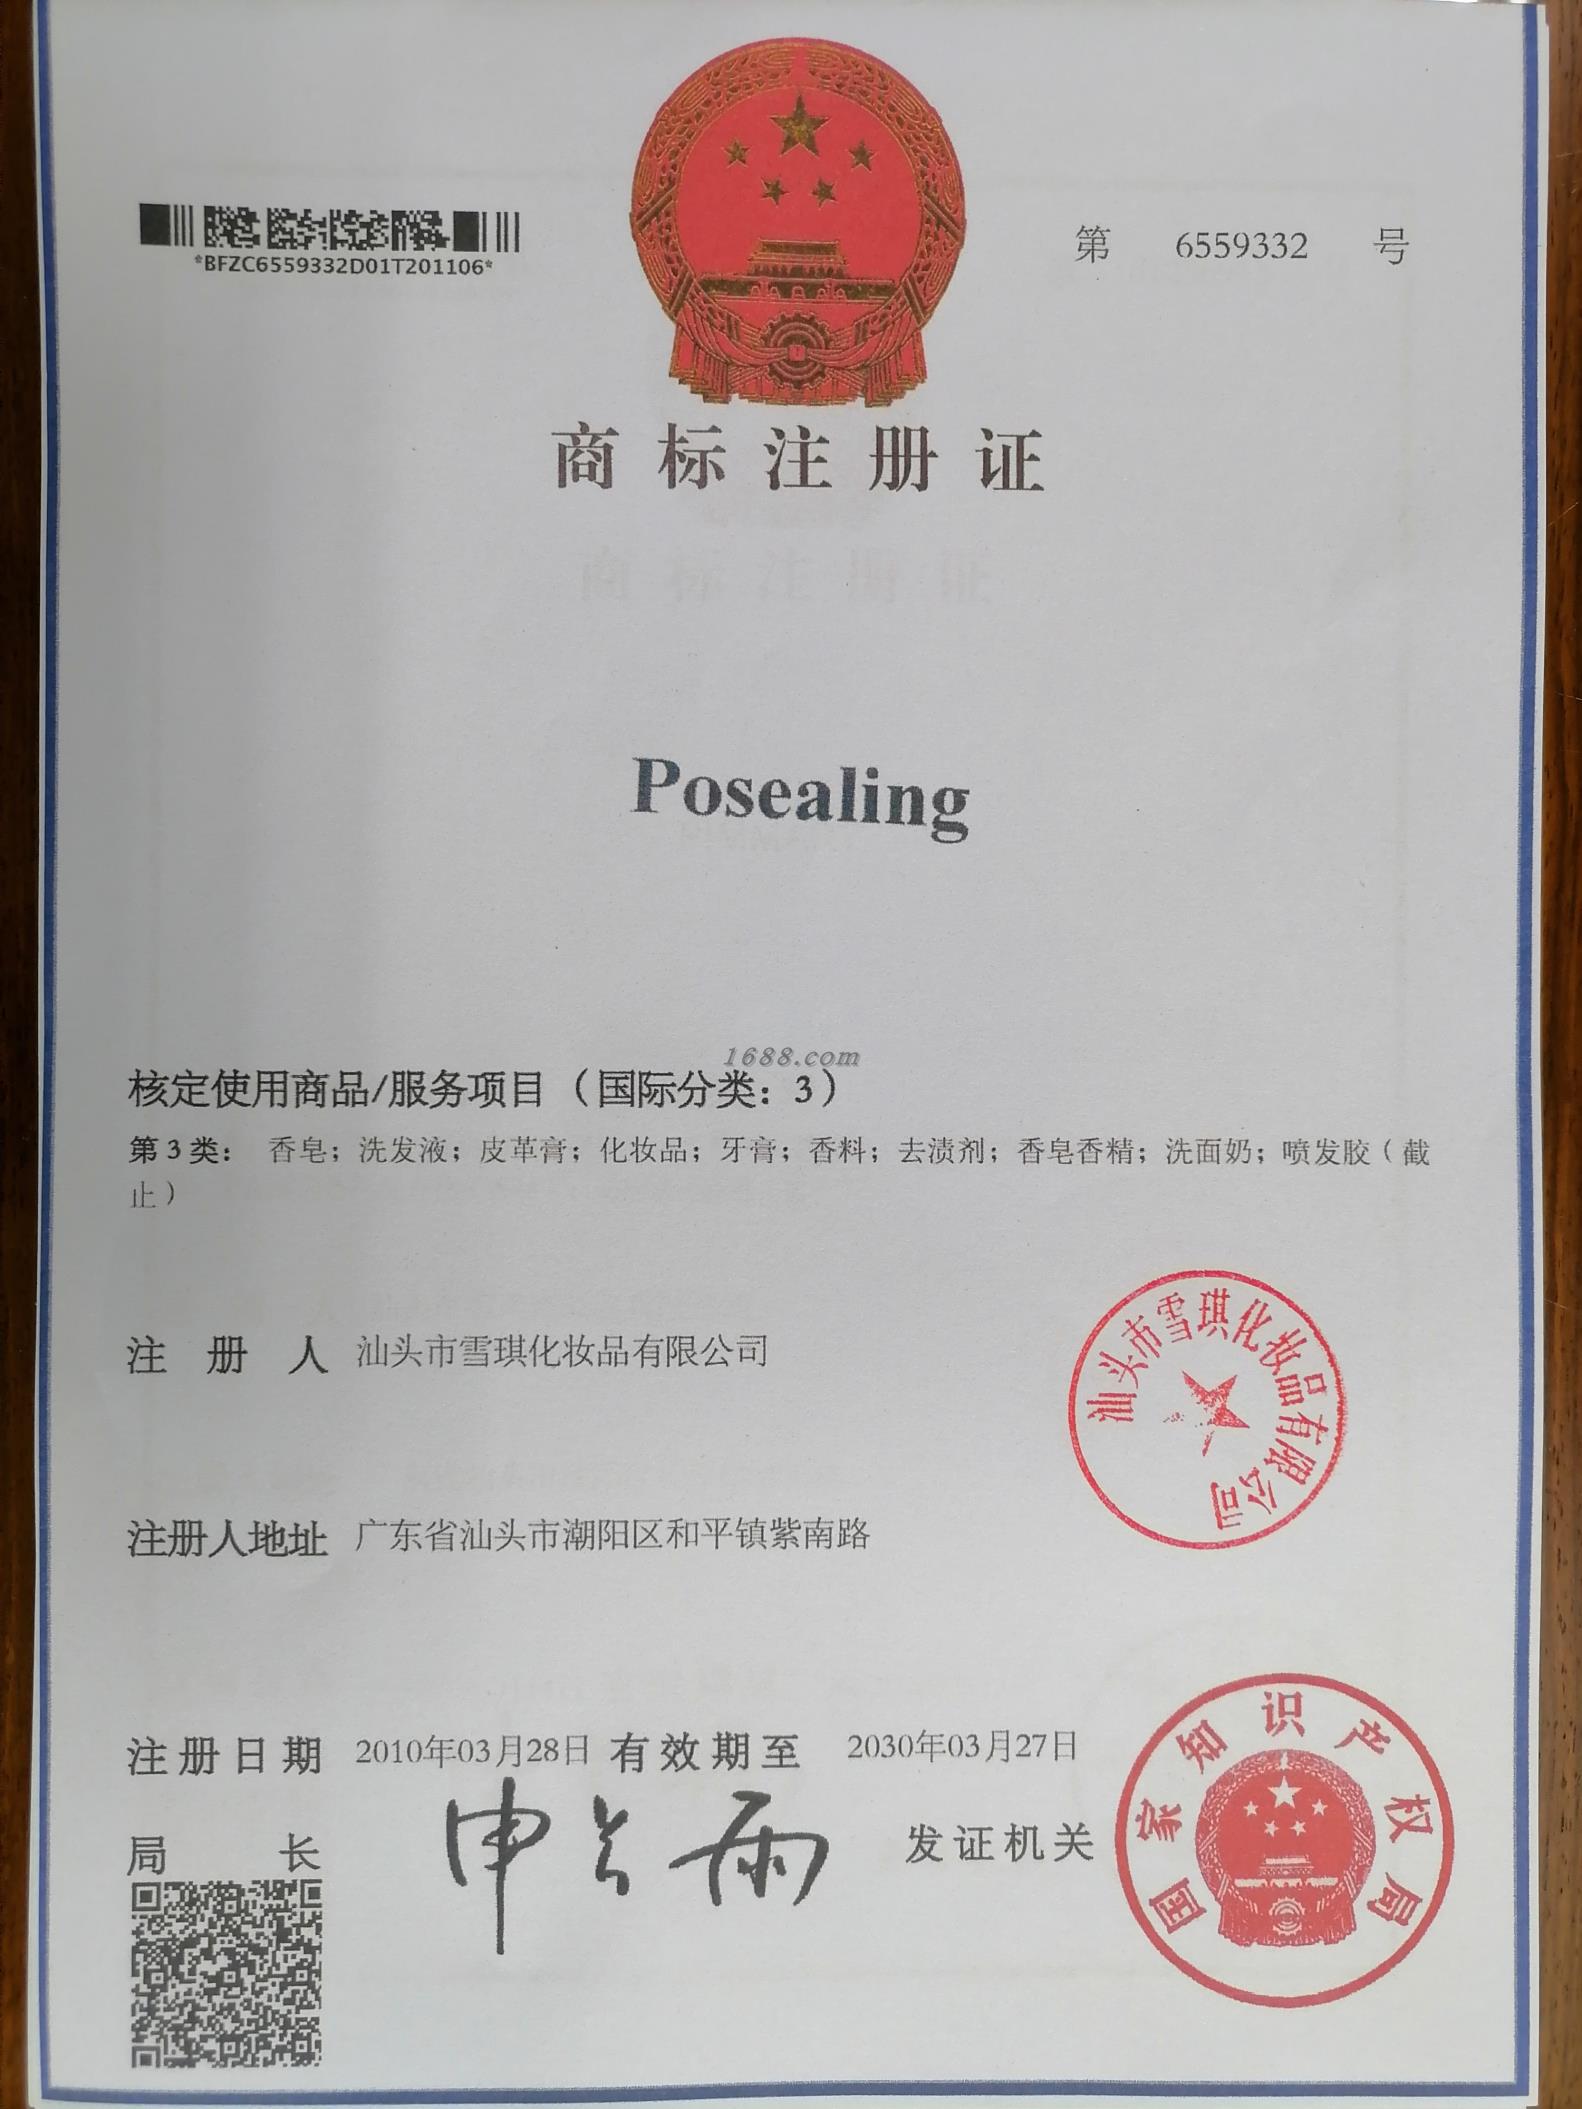 *BFZC6559332D01T201106*
第 6559332 号
商标注册证
Posealing
1688.com
核定使用商品/服务项目（国际分类：3）
第3类： 香皂；洗发液；皮革膏；化妆品；牙膏；香料；去渍剂；香皂香精；洗面奶；喷发胶（截
止）
注册人 汕头市雪琪化妆品有限公司
汕头市雪琪化妆品有限公司
注册人地址 广东省汕头市潮阳区和平镇紫南路
注册日期 2010年03月28日 有效期至 2030年03月27日
局长 申长雨
发证机关
国家知识产权局